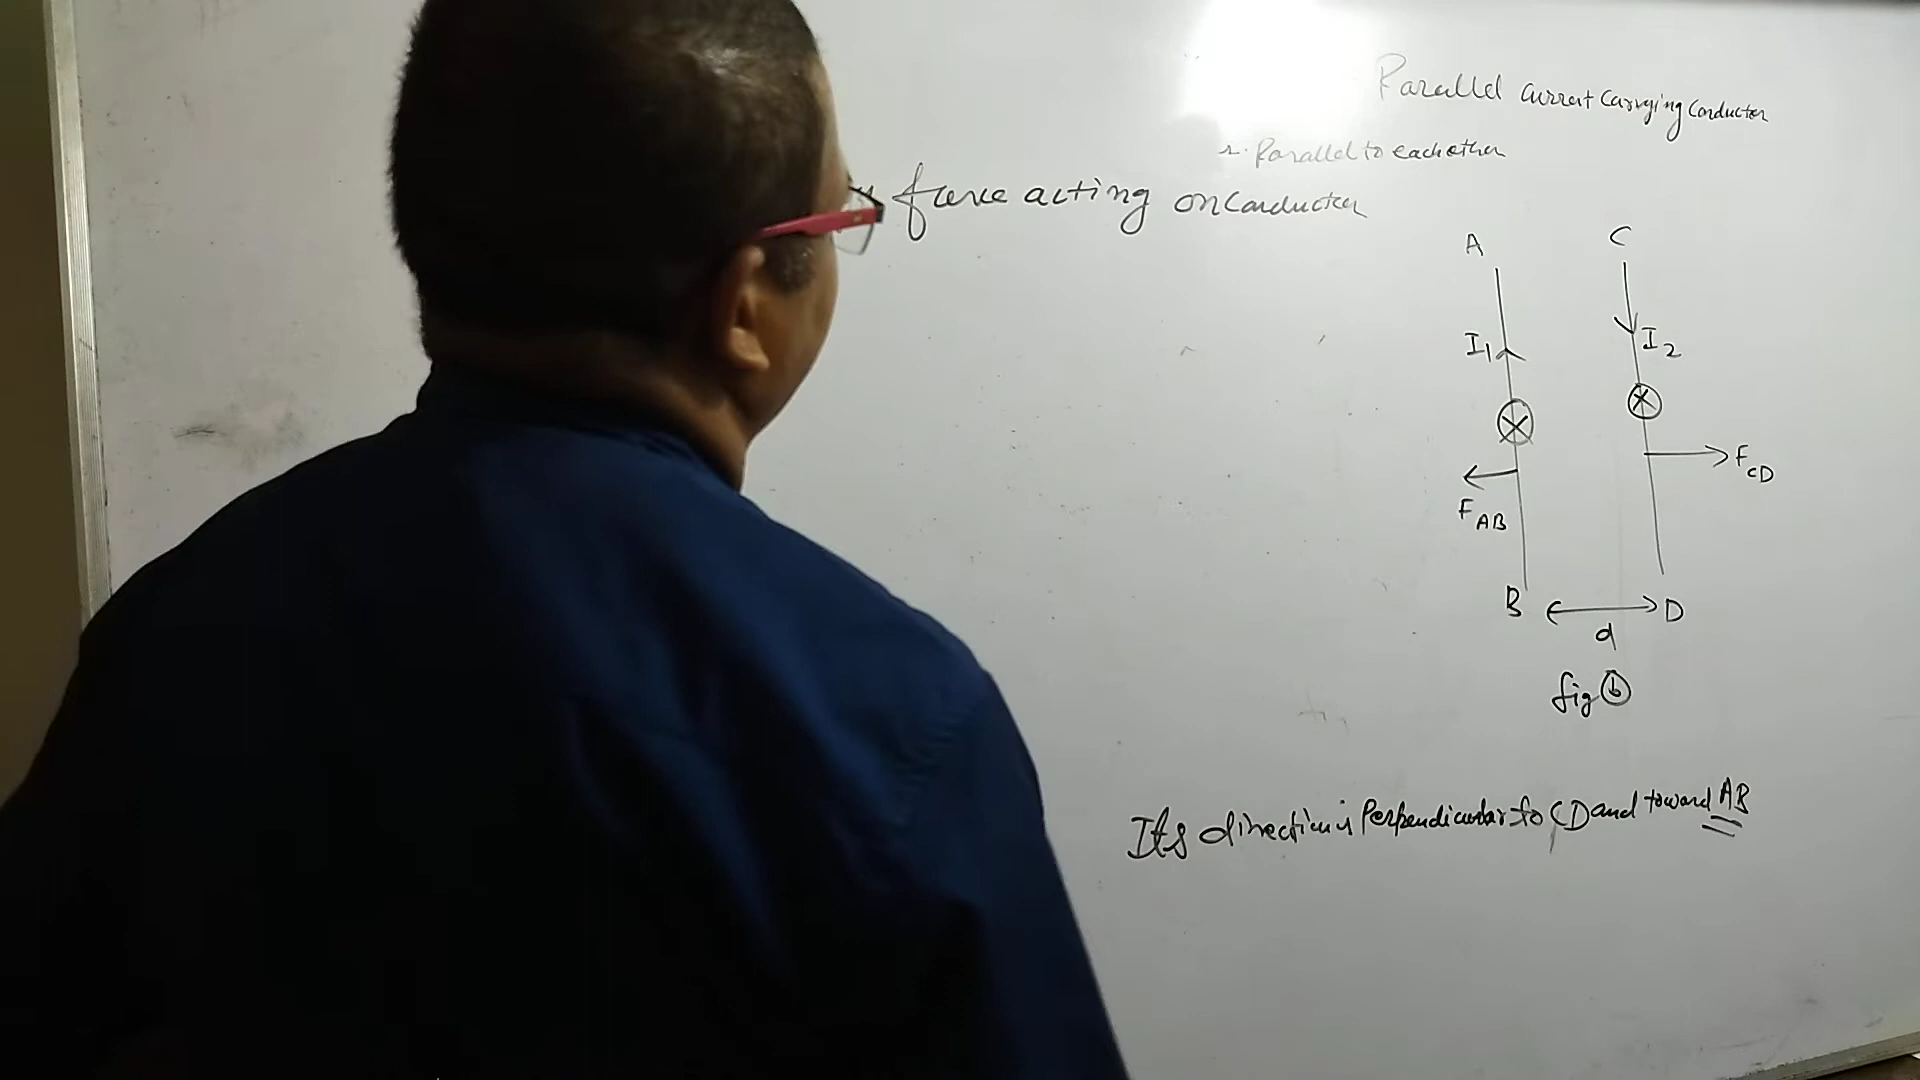 Parallel current carrying conductor
Parallel to each other
force acting on conductor
A C
I1 I2
FCD
FAB
B D
d
fig b
Its direction is Perpendicular to CD and toward AB